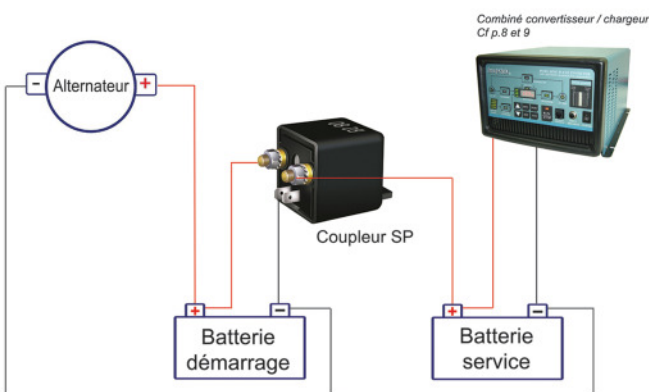 Combiné convertisseur / chargeur
Cf p.8 et 9
- Alternateur +
Coupleur SP
+ -
Batterie
démarrage
+ -
Batterie
service